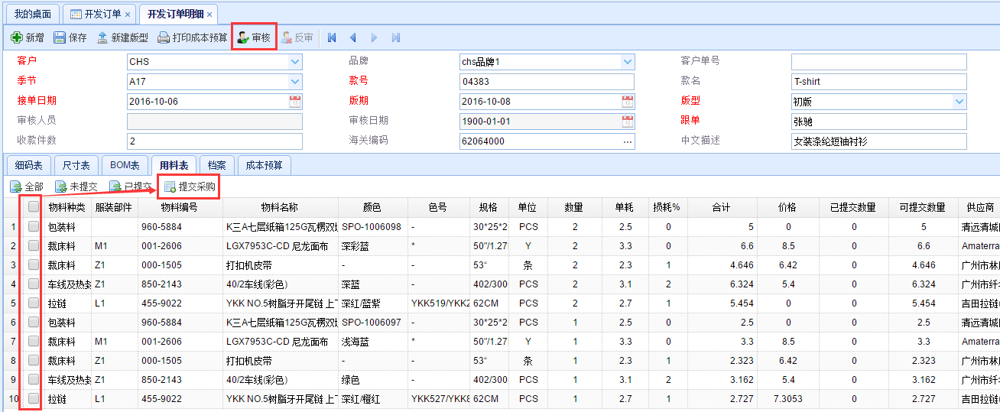 我的桌面 开发订单 × 开发订单明细 ×
新增 保存 新建版型 打印成本预算 审核 反审
客户 CHS 品牌 chs品牌1 客户单号
季节 A17 款号 04383 款名 T-shirt
接单日期 2016-10-06 版期 2016-10-08 版型 初版
审核人员 审核日期 1900-01-01 跟单 张驰
收款件数 2 海关编码 62064000 ... 中文描述 女装涤纶短袖衬衫
细码表 尺寸表 BOM表 用料表 档案 成本预算
全部 未提交 已提交 提交采购
物料种类 服装部件 物料编号 物料名称 颜色 色号 规格 单位 数量 单耗 损耗% 合计 价格 已提交数量 可提交数量 供应商
1 包装料 960-5884 K三A七层纸箱125G瓦楞双 SPO-1006098 - 30*25*2 PCS 2 2.5 0 5 0 0 5 清远清城
2 裁床料 M1 001-2606 LGX7953C-CD 尼龙面布 深彩蓝 * 50"/1.27 Y 2 3.3 0 6.6 8.5 0 6.6 Amaterra
3 裁床料 Z1 000-1505 打扣机皮带 - - 53“ 条 2 2.3 1 4.646 6.42 0 4.646 广州市林
4 车线及热封 Z1 850-2143 40/2车线(彩色) 深蓝 - 402/300 PCS 2 3.1 2 6.324 5.4 0 6.324 广州市纤
5 拉链 L1 455-9022 YKK NO.5树脂牙开尾链 上 深红/蓝紫 YKK519/YKK2 62CM PCS 2 2.7 1 5.454 0 0 5.454 吉田拉链(
6 包装料 960-5884 K三A七层纸箱125G瓦楞双 SPO-1006097 - 30*25*2 PCS 1 2.5 0 2.5 0 0 2.5 清远清城
7 裁床料 M1 001-2606 LGX7953C-CD 尼龙面布 浅海蓝 * 50"/1.27 Y 1 3.3 0 3.3 8.5 0 3.3 Amaterra
8 裁床料 Z1 000-1505 打扣机皮带 - - 53“ 条 1 2.3 1 2.323 6.42 0 2.323 广州市林
9 车线及热封 Z1 850-2143 40/2车线(彩色) 绿色 - 402/300 PCS 1 3.1 2 3.162 5.4 0 3.162 广州市纤
10 拉链 L1 455-9022 YKK NO.5树脂牙开尾链 上 深红/橙红 YKK527/YKK8 62CM PCS 1 2.7 1 2.727 7.3053 0 2.727 吉田拉链(